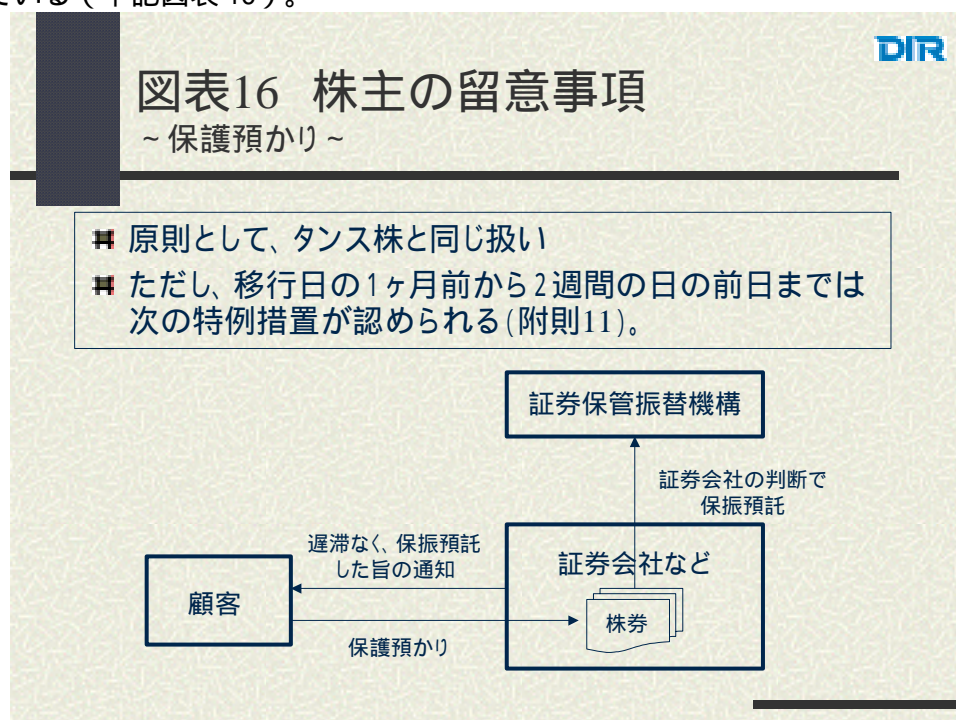 DIR
図表16 株主の留意事項
~保護預かり~
原則として、タンス株と同じ扱い
ただし、移行日の1ヶ月前から2週間の日の前日までは
次の特例措置が認められる(附則11)。
証券保管振替機構
証券会社の判断で
保振預託
遅滞なく、保振預託
した旨の通知
証券会社など
顧客
株券
保護預かり